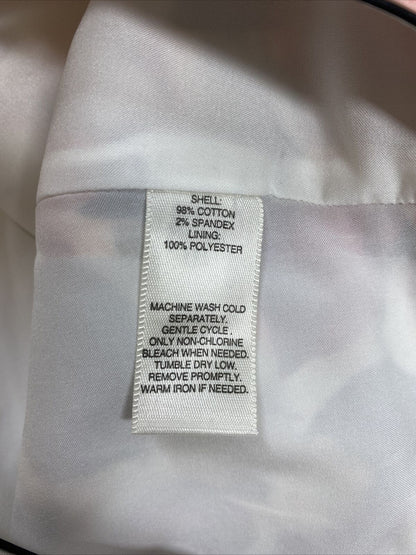 SHELL:
98% COTTON
2% SPANDEX
LINING:
100% POLYESTER
MACHINE WASH COLD
SEPARATELY.
GENTLE CYCLE .
ONLY NON-CHLORINE
BLEACH WHEN NEEDED.
TUMBLE DRY LOW.
REMOVE PROMPTLY.
WARM IRON IF NEEDED.